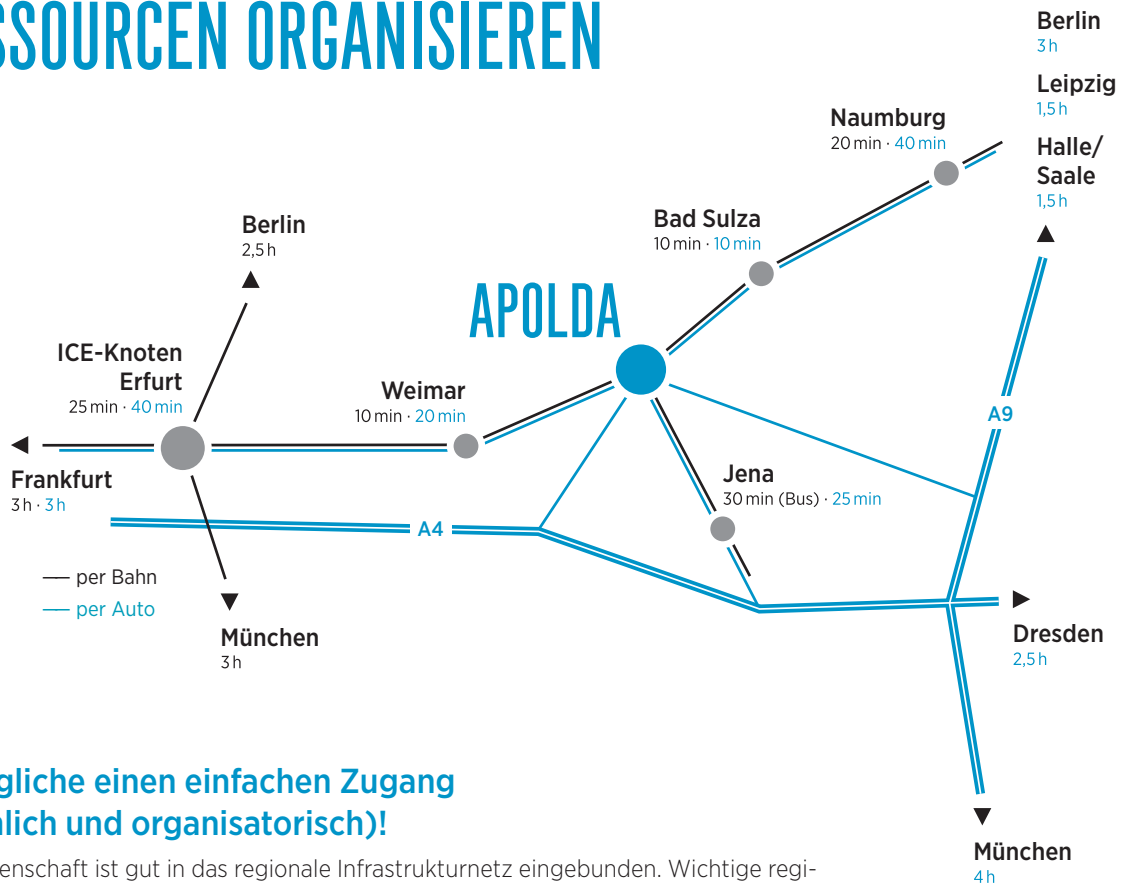 SSOURCEN ORGANISIEREN
Berlin
3 h
Leipzig
1,5 h
Halle/
Saale
1,5 h
Naumburg
20 min · 40 min
Bad Sulza
10 min · 10 min
Berlin
2,5 h
APOLDA
ICE-Knoten
Erfurt
25 min · 40 min
Weimar
10 min · 20 min
A9
Frankfurt
3 h · 3 h
Jena
30 min (Bus) · 25 min
A4
per Bahn
per Auto
München
3 h
Dresden
2,5 h
gliche einen einfachen Zugang
lich und organisatorisch)!
enschaft ist gut in das regionale Infrastrukturnetz eingebunden. Wichtige regi-
München
4 h